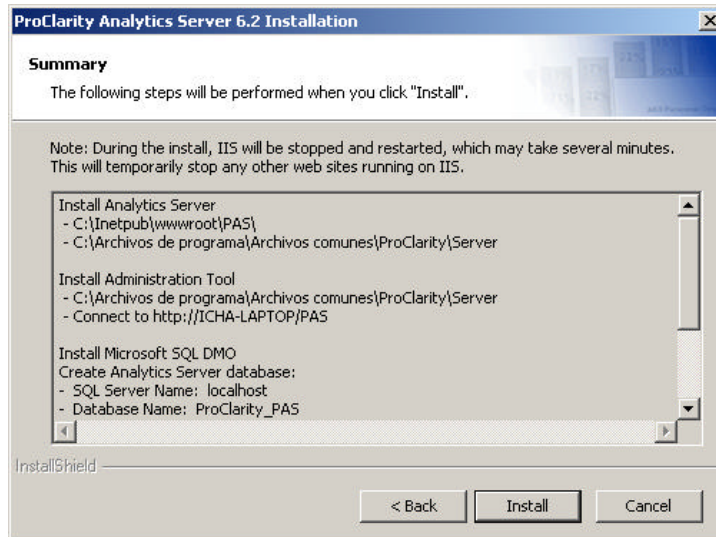 ProClarity Analytics Server 6.2 Installation
Summary
The following steps will be performed when you click "Install".
Note: During the install, IIS will be stopped and restarted, which may take several minutes.
This will temporarily stop any other web sites running on IIS.
Install Analytics Server
- C:\Inetpub\wwwroot\PAS\
- C:\Archivos de programa\Archivos comunes\ProClarity\Server
Install Administration Tool
- C:\Archivos de programa\Archivos comunes\ProClarity\Server
- Connect to http://ICHA-LAPTOP/PAS
Install Microsoft SQL DMO
Create Analytics Server database:
- SQL Server Name: localhost
- Database Name: ProClarity_PAS
InstallShield
< Back
Install
Cancel